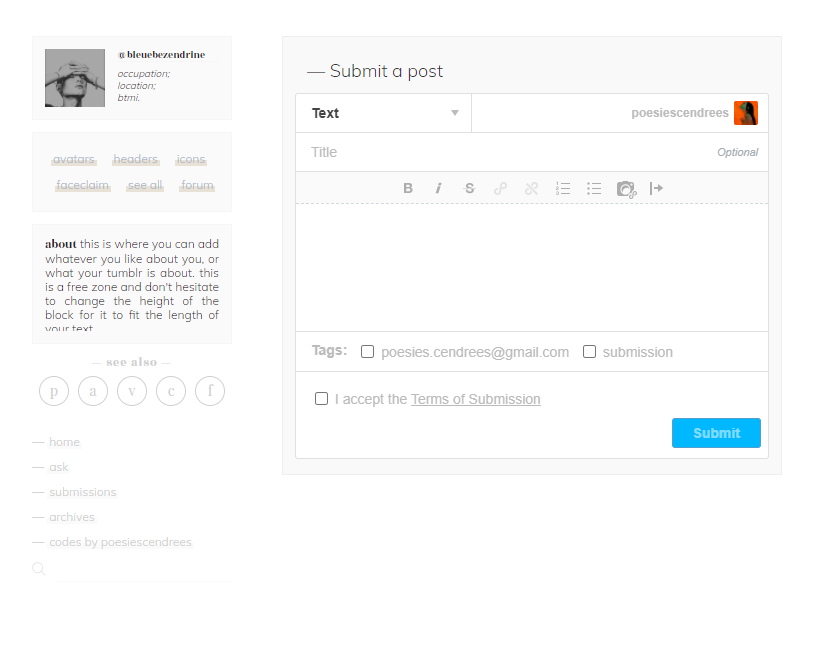 @bleuebezendrine
occupation;
location;
btmi.
avatars headers icons
faceclaim see all forum
about this is where you can add
whatever you like about you, or
what your tumblr is about. this
is a free zone and don't hesitate
to change the height of the
block for it to fit the length of
your text
— see also —
p a v c f
— home
— ask
— submissions
— archives
— codes by poesiescendrees
— Submit a post
Text poesiescendrees
Title Optional
B i S
Tags: poesies.cendrees@gmail.com submission
I accept the Terms of Submission
Submit